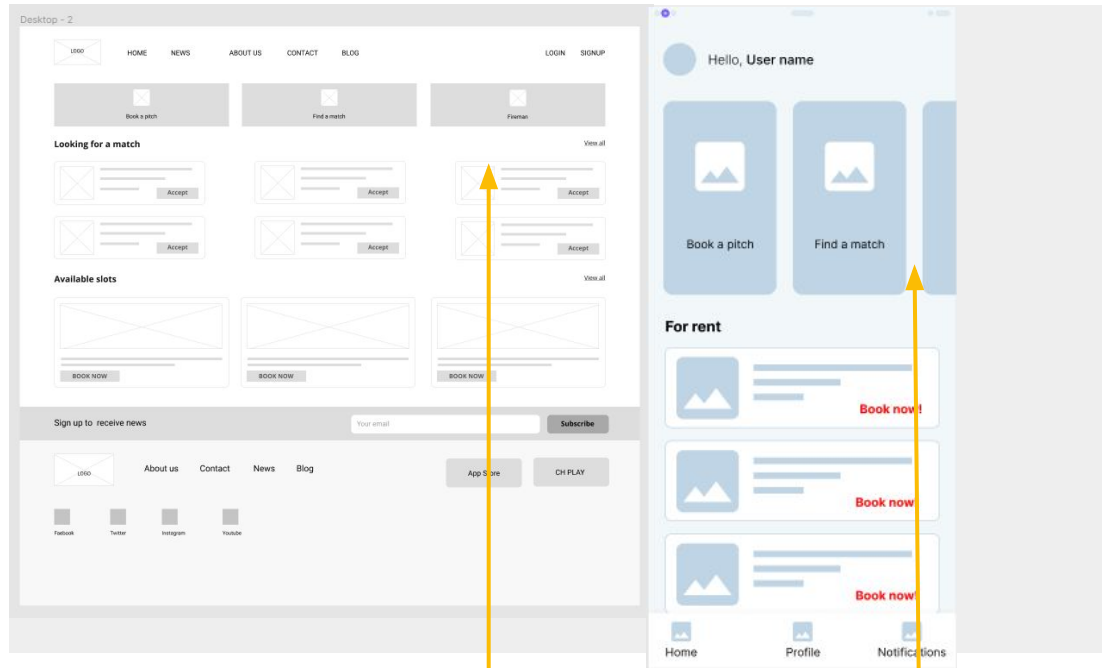 Desktop - 2
LOGO HOME NEWS ABOUT US CONTACT BLOG LOGIN SIGNUP
Book a pitch Find a match Fireman
Looking for a match View all
Accept Accept Accept
Accept Accept Accept
Available slots View all
BOOK NOW BOOK NOW BOOK NOW
Sign up to receive news Your email Subscribe
LOGO About us Contact News Blog App Store CH PLAY
Faebook Twitter Instagram Youtube
Hello, User name
Book a pitch Find a match
For rent
Book now!
Book now!
Book now!
Home Profile Notifications